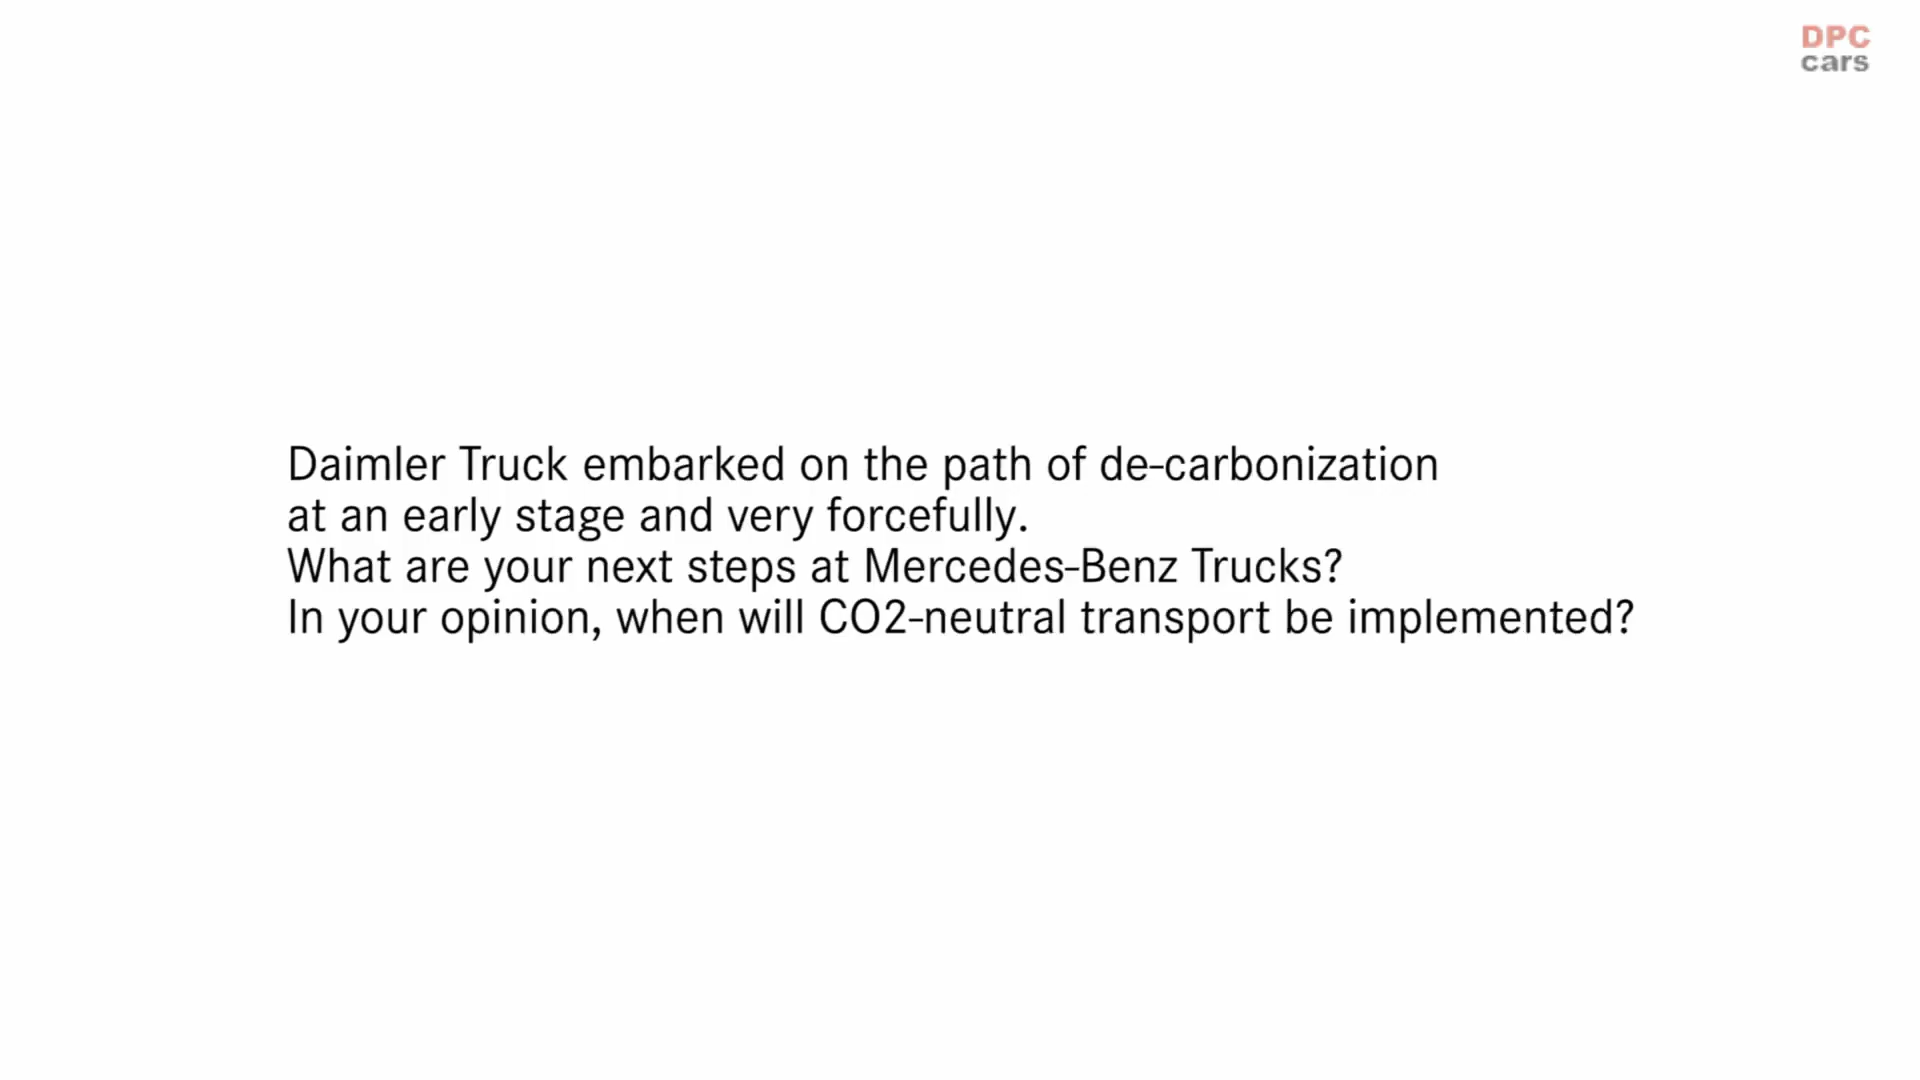 DPC
cars
Daimler Truck embarked on the path of de-carbonization
at an early stage and very forcefully.
What are your next steps at Mercedes-Benz Trucks?
In your opinion, when will CO2-neutral transport be implemented?